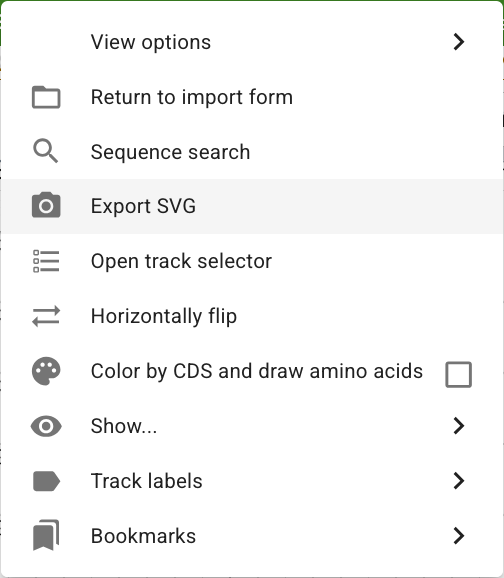 View options
Return to import form
Sequence search
Export SVG
Open track selector
Horizontally flip
Color by CDS and draw amino acids
Show...
Track labels
Bookmarks